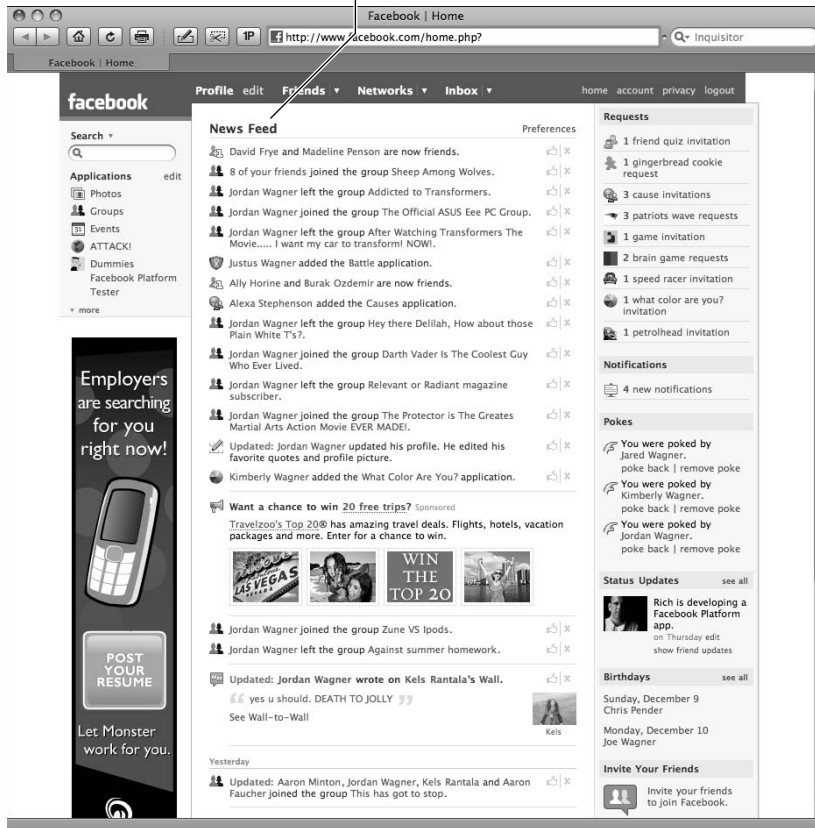 Facebook | Home
1P
http://www.facebook.com/home.php?
Inquisitor
Facebook | Home
facebook
Profile edit Friends Networks Inbox
home account privacy logout
Search
Applications edit
Photos
Groups
31 Events
ATTACK!
Dummies
Facebook Platform
Tester
more
Employers
are searching
for you
right now!
POST
YOUR
RESUME
Let Monster
work for you.
News Feed Preferences
David Frye and Madeline Penson are now friends.
8 of your friends joined the group Sheep Among Wolves.
Jordan Wagner left the group Addicted to Transformers.
Jordan Wagner joined the group The Official ASUS Eee PC Group.
Jordan Wagner left the group After Watching Transformers The
Movie..... I want my car to transform! NOW!.
Justus Wagner added the Battle application.
Ally Horine and Burak Ozdemir are now friends.
Alexa Stephenson added the Causes application.
Jordan Wagner left the group Hey there Delilah, How about those
Plain White T's?.
Jordan Wagner joined the group Darth Vader Is The Coolest Guy
Who Ever Lived.
Jordan Wagner left the group Relevant or Radiant magazine
subscriber.
Jordan Wagner joined the group The Protector is The Greates
Martial Arts Action Movie EVER MADE!.
Updated: Jordan Wagner updated his profile. He edited his
favorite quotes and profile picture.
Kimberly Wagner added the What Color Are You? application.
Want a chance to win 20 free trips? Sponsored
Travelzoo's Top 20® has amazing travel deals. Flights, hotels, vacation
packages and more. Enter for a chance to win.
LAS VEGAS
WIN
THE
TOP 20
Jordan Wagner joined the group Zune VS Ipods.
Jordan Wagner left the group Against summer homework.
Updated: Jordan Wagner wrote on Kels Rantala's Wall.
“ yes u should. DEATH TO JOLLY ”
See Wall-to-Wall
Kels
Yesterday
Updated: Aaron Minton, Jordan Wagner, Kels Rantala and Aaron
Faucher joined the group This has got to stop.
Requests
1 friend quiz invitation
1 gingerbread cookie
request
3 cause invitations
3 patriots wave requests
1 game invitation
2 brain game requests
1 speed racer invitation
1 what color are you?
invitation
1 petrolhead invitation
Notifications
4 new notifications
Pokes
You were poked by
Jared Wagner.
poke back | remove poke
You were poked by
Kimberly Wagner.
poke back | remove poke
You were poked by
Jordan Wagner.
poke back | remove poke
Status Updates see all
Rich is developing a
Facebook Platform
app.
on Thursday edit
show friend updates
Birthdays see all
Sunday, December 9
Chris Pender
Monday, December 10
Joe Wagner
Invite Your Friends
Invite your friends
to join Facebook.